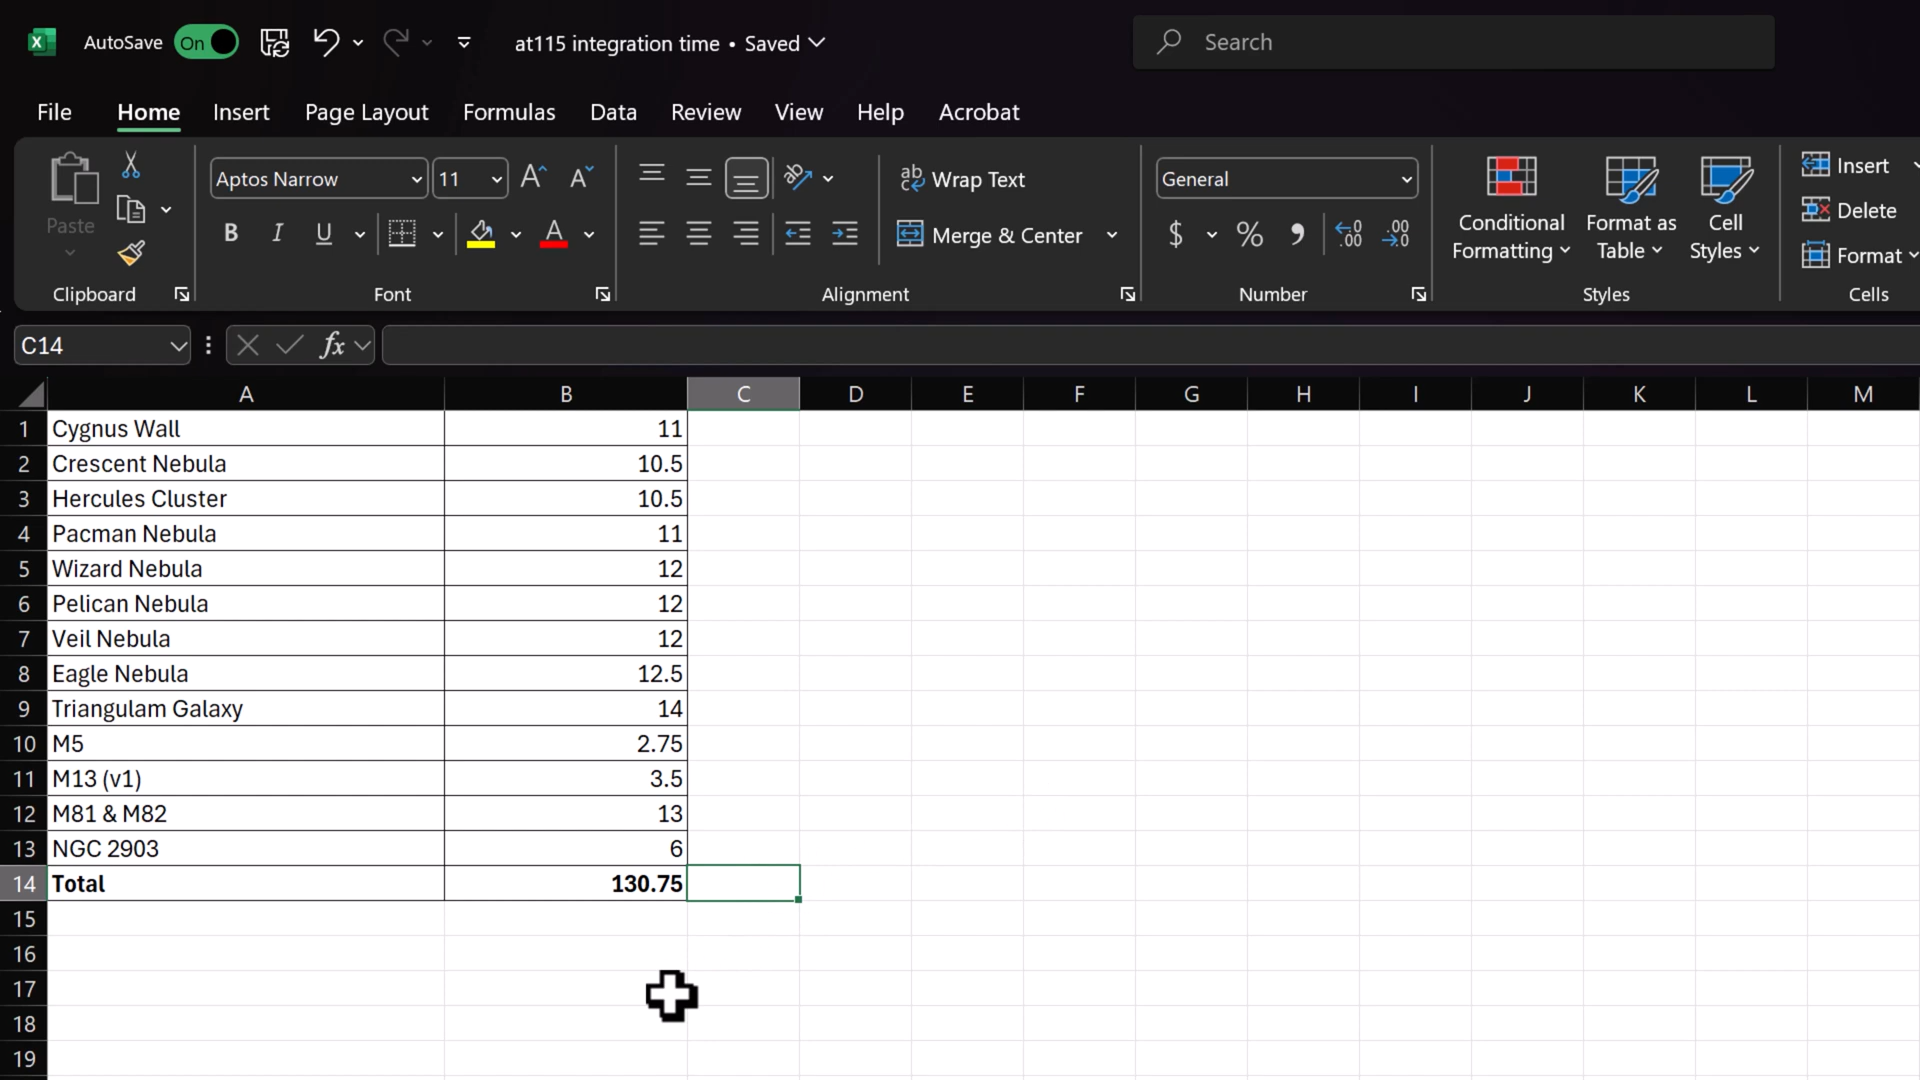 AutoSave On at115 integration time • Saved Search
File Home Insert Page Layout Formulas Data Review View Help Acrobat
Paste
Clipboard
Aptos Narrow 11
B I U A
Font
ab Wrap Text
Merge & Center
Alignment
General
$ % , .00 .00
Number
Conditional Formatting
Format as Table
Cell Styles
Styles
Insert
Delete
Format
Cells
C14 fx
A B C D E F G H I J K L M
1 Cygnus Wall 11
2 Crescent Nebula 10.5
3 Hercules Cluster 10.5
4 Pacman Nebula 11
5 Wizard Nebula 12
6 Pelican Nebula 12
7 Veil Nebula 12
8 Eagle Nebula 12.5
9 Triangulam Galaxy 14
10 M5 2.75
11 M13 (v1) 3.5
12 M81 & M82 13
13 NGC 2903 6
14 Total 130.75
15
16
17
18
19